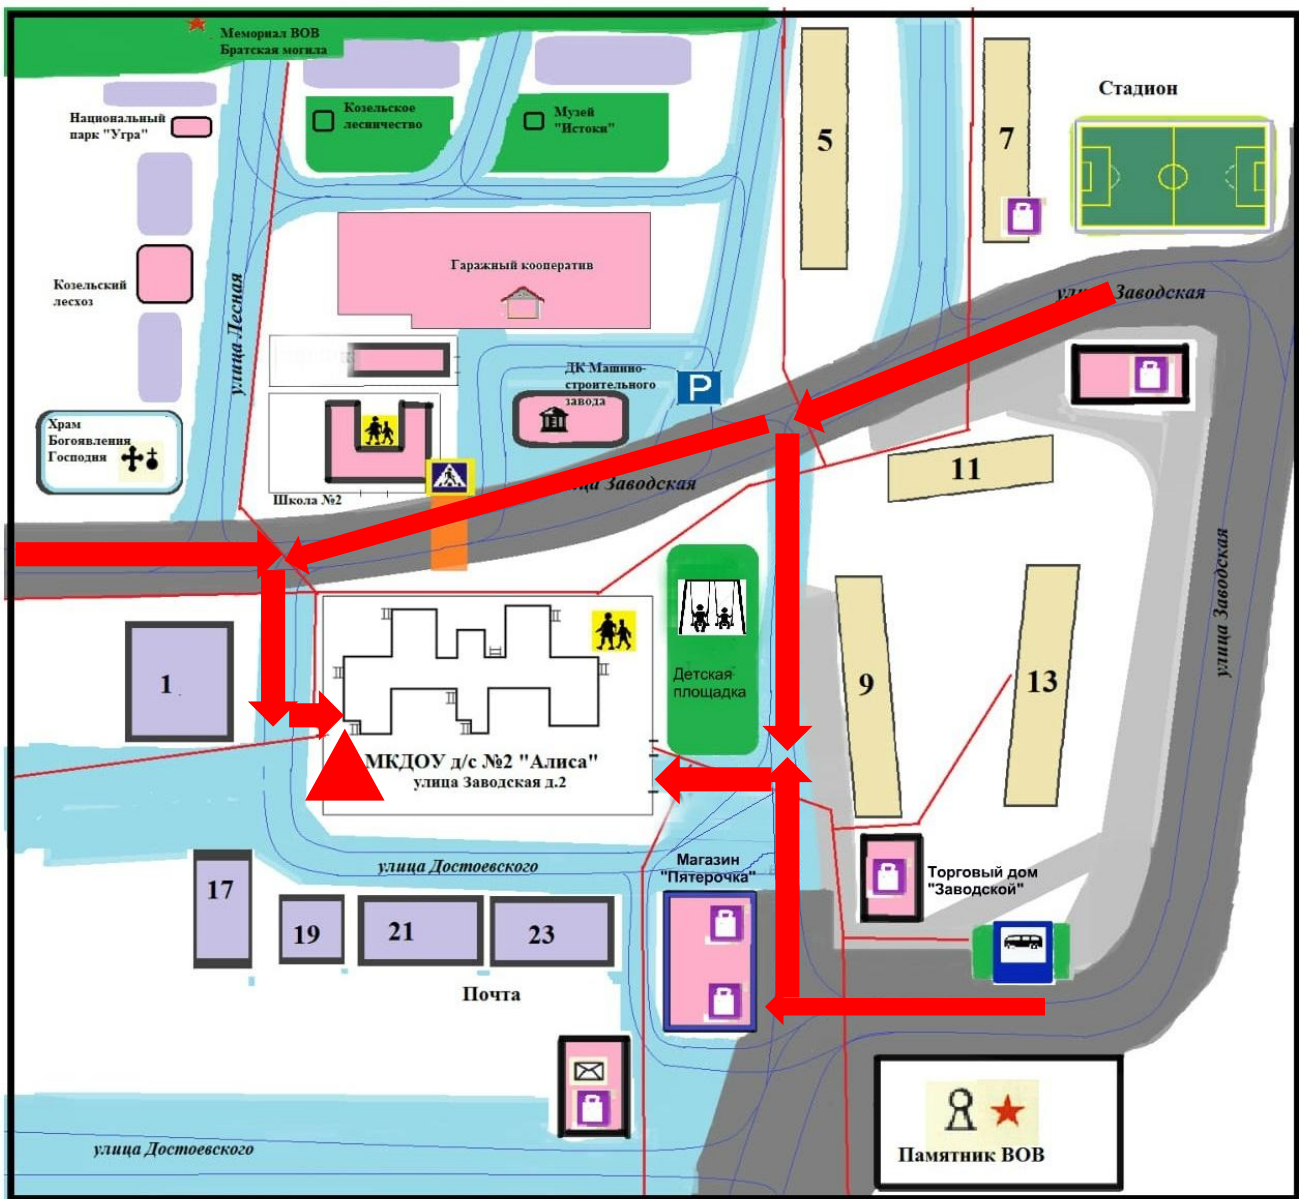 Мемориал ВОВ
Братская могила
Национальный
парк "Угра"
Козельское
лесничество
Музей
"Истоки"
5
7
Стадион
Козельский
лесхоз
улица Лесная
Гаражный кооператив
улица Заводская
ДК Машино-
строительного
завода
P
Храм
Богоявления
Господня
Школа №2
улица Заводская
11
улица Заводская
1
Детская
площадка
9
13
МКДОУ д/с №2 "Алиса"
улица Заводская д.2
улица Достоевского
Магазин
"Пятерочка"
Торговый дом
"Заводской"
17
19
21
23
Почта
улица Достоевского
Памятник ВОВ